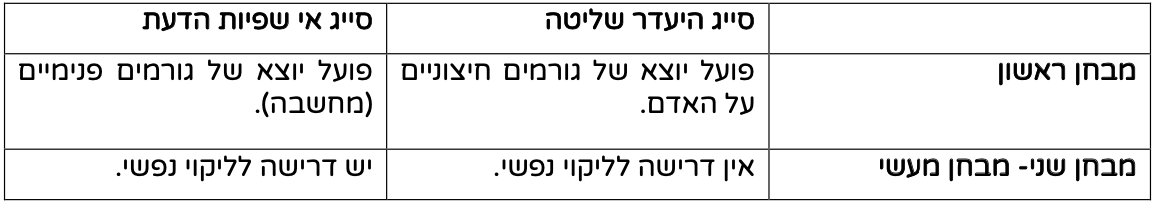 סייג היעדר שליטה סייג אי שפיות הדעת
מבחן ראשון פועל יוצא של גורמים חיצוניים פועל יוצא של גורמים פנימיים
על האדם. (מחשבה).
מבחן שני- מבחן מעשי אין דרישה לליקוי נפשי. יש דרישה לליקוי נפשי.